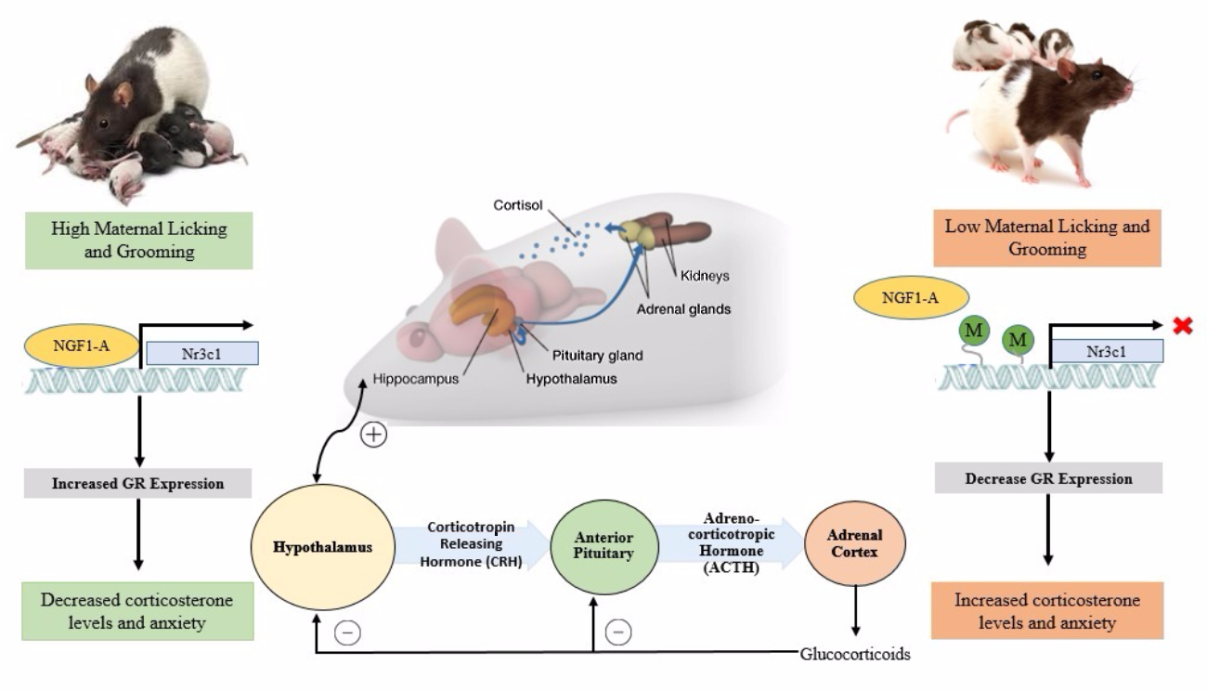 High Maternal Licking
and Grooming
NGF1-A
Nr3c1
Increased GR Expression
Decreased corticosterone
levels and anxiety
Cortisol
Kidneys
Adrenal glands
Pituitary gland
Hippocampus
Hypothalamus
+
Hypothalamus
Corticotropin
Releasing
Hormone (CRH)
Anterior
Pituitary
Adreno-
corticotropic
Hormone
(ACTH)
Adrenal
Cortex
−
−
Glucocorticoids
Low Maternal Licking and
Grooming
NGF1-A
M
M
Nr3c1
Decrease GR Expression
Increased corticosterone
levels and anxiety